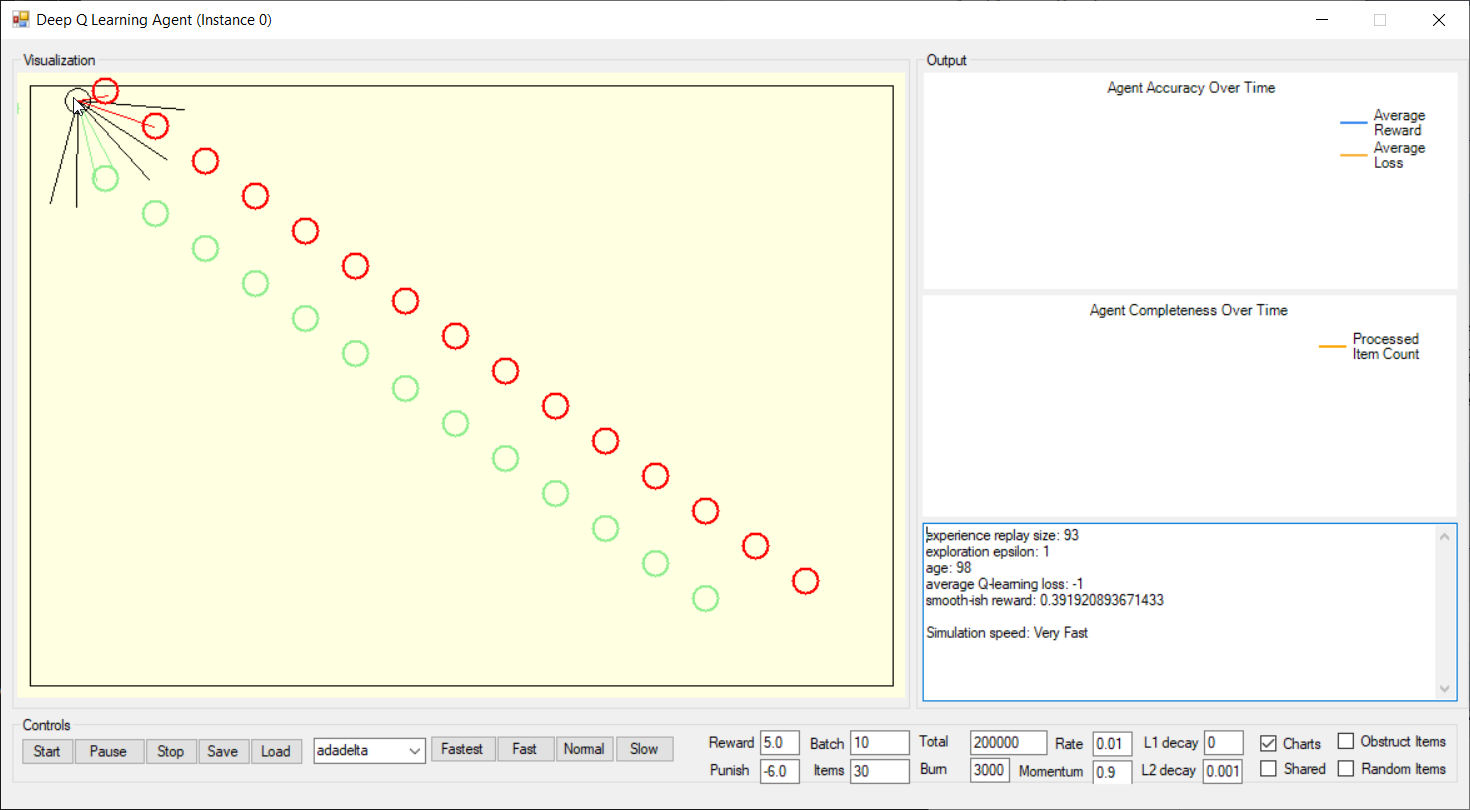 Deep Q Learning Agent (Instance 0)
Visualization
Output
Agent Accuracy Over Time
Average
Reward
Average
Loss
Agent Completeness Over Time
Processed
Item Count
experience replay size: 93
exploration epsilon: 1
age: 98
average Q-learning loss: -1
smooth-ish reward: 0.391920893671433
Simulation speed: Very Fast
Controls
Start Pause Stop Save Load adadelta Fastest Fast Normal Slow
Reward 5.0 Batch 10 Total 200000 Rate 0.01 L1 decay 0 Charts Obstruct Items
Punish -6.0 Items 30 Burn 3000 Momentum 0.9 L2 decay 0.001 Shared Random Items